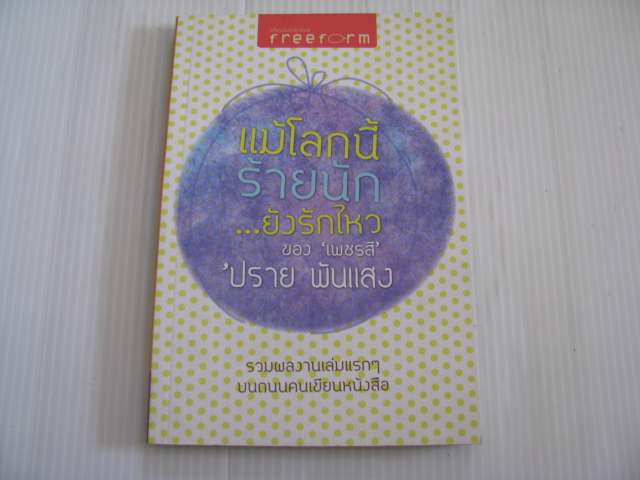 freeform
แม้โลกนี้
ร้ายนัก
...ยังรักไหว
ของ 'เพชรสี'
'ปราย พันแสง
รวมผลงานเล่มแรกๆ
บนถนนคนเขียนหนังสือ